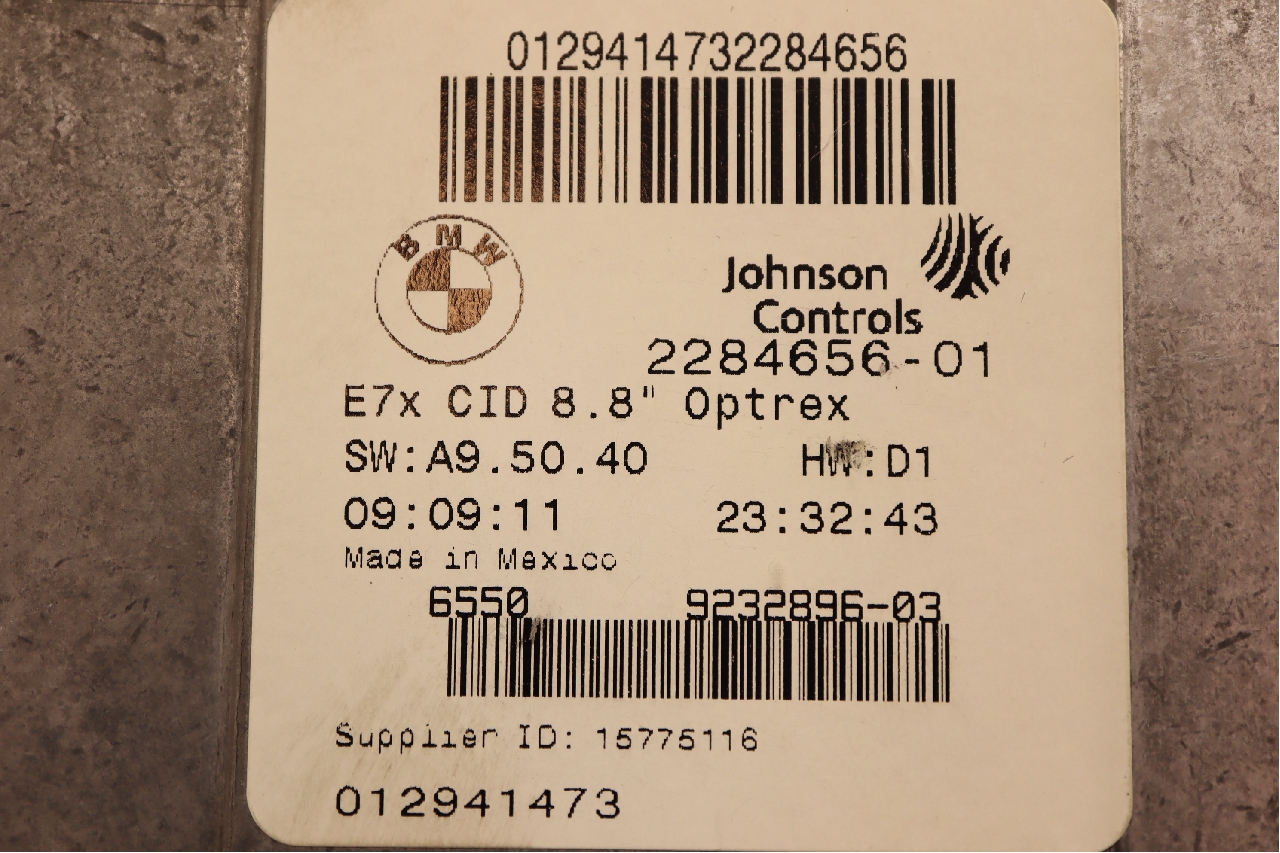 0129414732284656
BMW
Johnson
Controls
2284656-01
E7x CID 8.8" Optrex
SW:A9.50.40 HW:D1
09:09:11 23:32:43
Made in Mexico
6550 9232896-03
Supplier ID: 15775116
012941473